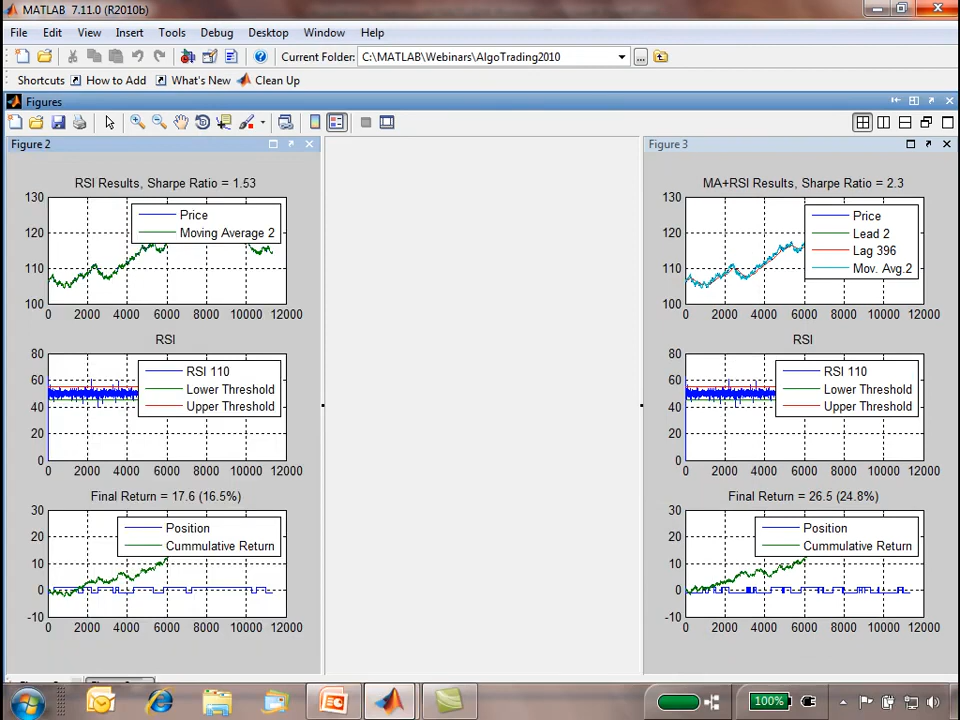 MATLAB 7.11.0 (R2010b)
File Edit View Insert Tools Debug Desktop Window Help
Current Folder: C:\MATLAB\Webinars\AlgoTrading2010
Shortcuts How to Add What's New Clean Up
Figures
Figure 2
RSI Results, Sharpe Ratio = 1.53
130
120
110
100
0 2000 4000 6000 8000 10000 12000
Price
Moving Average 2
RSI
80
60
40
20
0
0 2000 4000 6000 8000 10000 12000
RSI 110
Lower Threshold
Upper Threshold
Final Return = 17.6 (16.5%)
30
20
10
0
-10
0 2000 4000 6000 8000 10000 12000
Position
Cummulative Return
Figure 3
MA+RSI Results, Sharpe Ratio = 2.3
130
120
110
100
0 2000 4000 6000 8000 10000 12000
Price
Lead 2
Lag 396
Mov. Avg.2
RSI
80
60
40
20
0
0 2000 4000 6000 8000 10000 12000
RSI 110
Lower Threshold
Upper Threshold
Final Return = 26.5 (24.8%)
30
20
10
0
-10
0 2000 4000 6000 8000 10000 12000
Position
Cummulative Return
100%